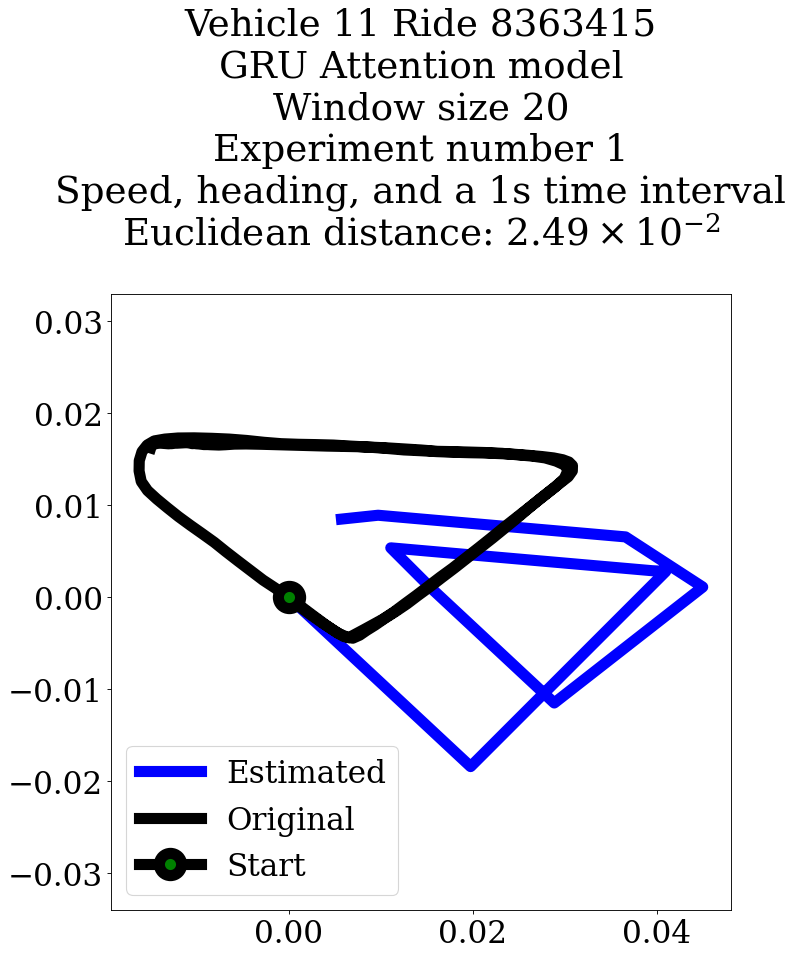 Vehicle 11 Ride 8363415
GRU Attention model
Window size 20
Experiment number 1
Speed, heading, and a 1s time interval
Euclidean distance: 2.49 × 10⁻²
0.03
0.02
0.01
0.00
−0.01
−0.02
−0.03
Estimated
Original
Start
0.00 0.02 0.04